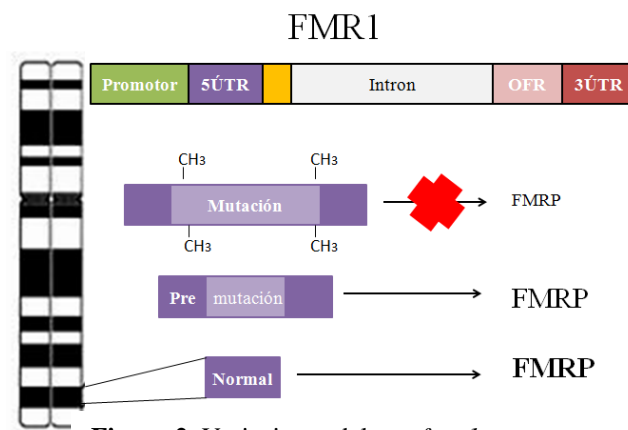 FMR1
Promotor 5ÚTR Intron OFR 3ÚTR
CH3 CH3
Mutación FMRP
CH3 CH3
Pre mutación FMRP
Normal FMRP